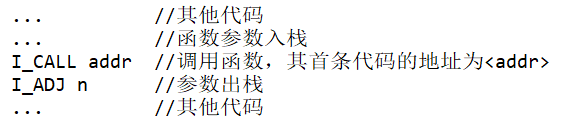 ...          //其他代码
...          //函数参数入栈
I_CALL addr  //调用函数，其首条代码的地址为<addr>
I_ADJ n      //参数出栈
...          //其他代码